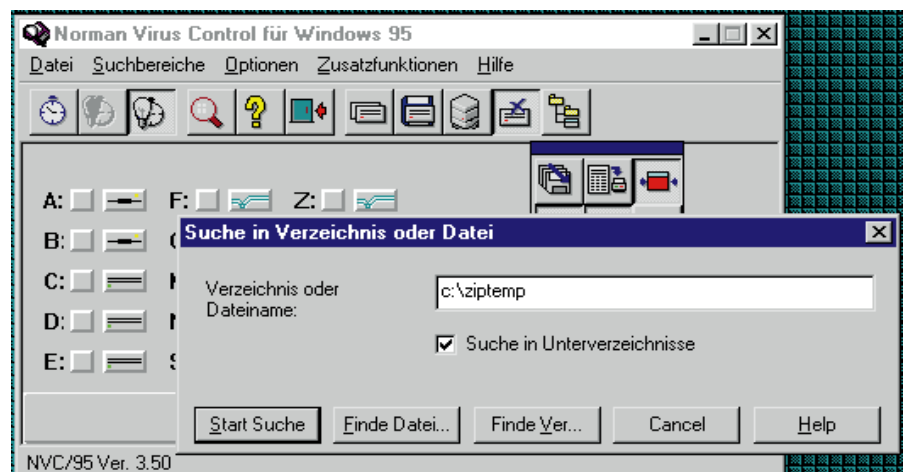 Norman Virus Control für Windows 95
Datei Suchbereiche Optionen Zusatzfunktionen Hilfe
A: F: Z:
B:
C:
D:
E:
Suche in Verzeichnis oder Datei
Verzeichnis oder
Dateiname:
c:\ziptemp
Suche in Unterverzeichnisse
Start Suche Finde Datei... Finde Ver... Cancel Help
NVC/95 Ver. 3.50